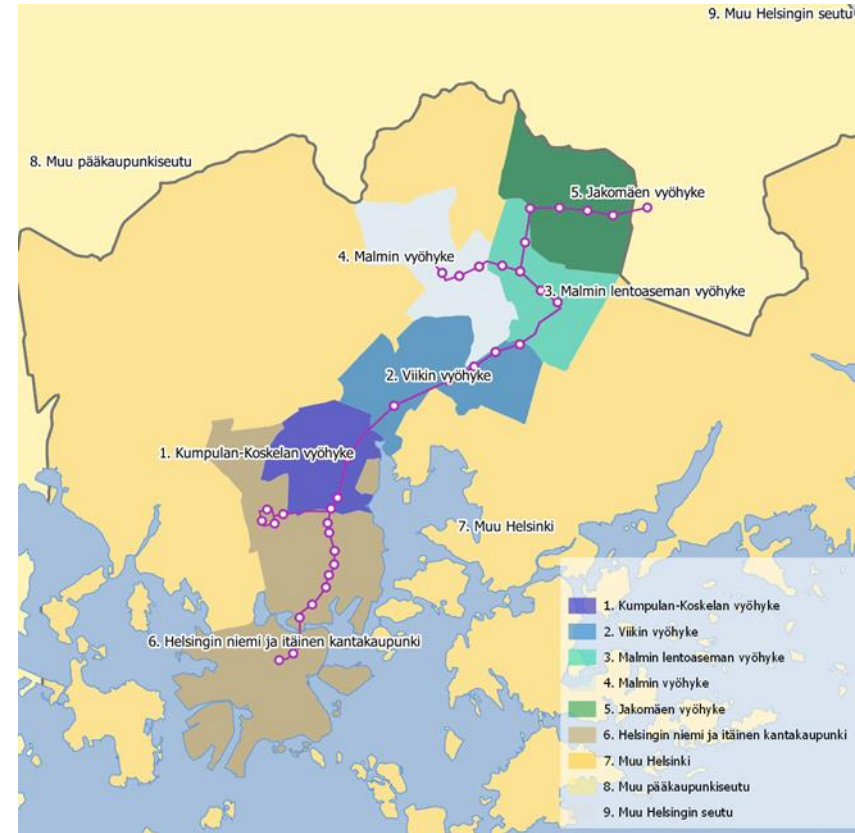 9. Muu Helsingin seutu
8. Muu pääkaupunkiseutu
5. Jakomäen vyöhyke
4. Malmin vyöhyke
3. Malmin lentoaseman vyöhyke
2. Viikin vyöhyke
1. Kumpulan-Koskelan vyöhyke
7. Muu Helsinki
6. Helsingin niemi ja itäinen kantakaupunki
1. Kumpulan-Koskelan vyöhyke
2. Viikin vyöhyke
3. Malmin lentoaseman vyöhyke
4. Malmin vyöhyke
5. Jakomäen vyöhyke
6. Helsingin niemi ja itäinen kantakaupunki
7. Muu Helsinki
8. Muu pääkaupunkiseutu
9. Muu Helsingin seutu